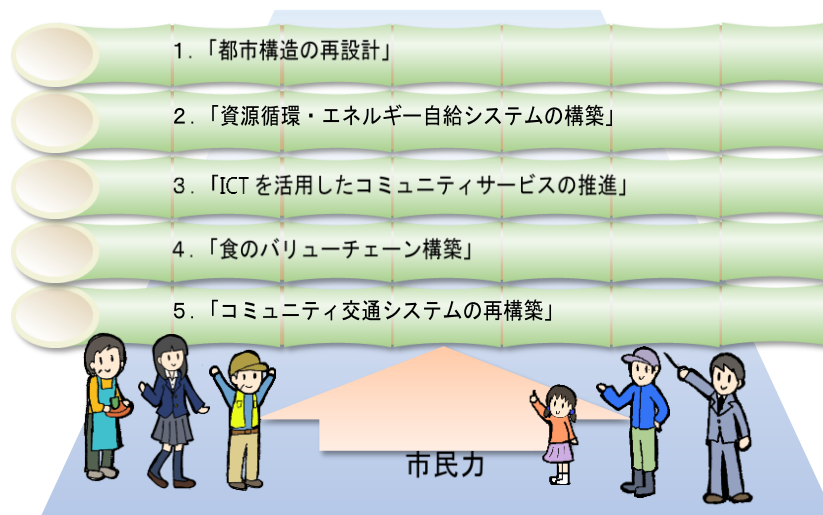 1.「都市構造の再設計」
2.「資源循環・エネルギー自給システムの構築」
3.「ICTを活用したコミュニティサービスの推進」
4.「食のバリューチェーン構築」
5.「コミュニティ交通システムの再構築」
市民力